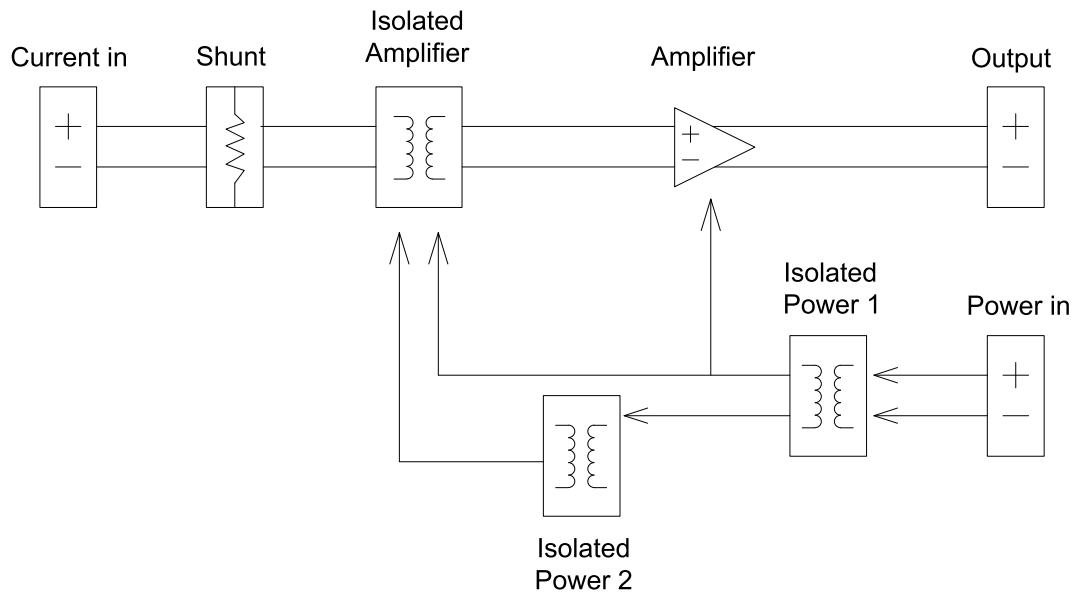 Current in
Shunt
Isolated
Amplifier
Amplifier
Output
+
−
+
−
+
−
Isolated
Power 1
Power in
+
−
Isolated
Power 2